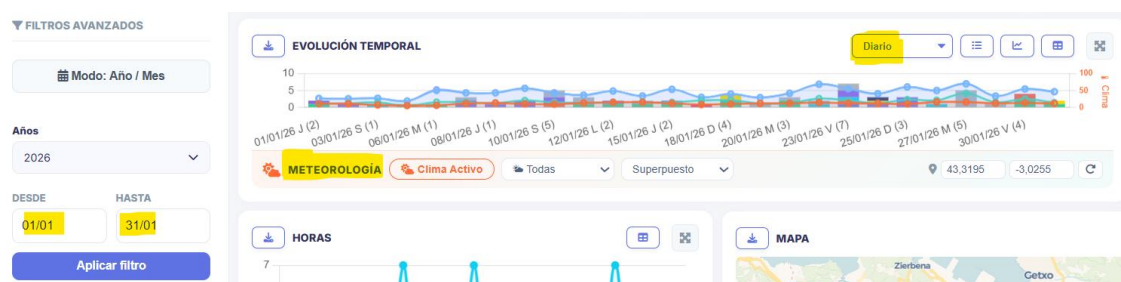 FILTROS AVANZADOS
Modo: Año / Mes
Años
2026
DESDE HASTA
01/01 31/01
Aplicar filtro
EVOLUCIÓN TEMPORAL
Diario
10
5
0
100
50
0
Clima
01/01/26 J (2) 03/01/26 S (1) 06/01/26 M (1) 08/01/26 J (1) 10/01/26 S (5) 12/01/26 L (2) 15/01/26 J (2) 18/01/26 D (4) 20/01/26 M (3) 23/01/26 V (7) 25/01/26 D (3) 27/01/26 M (5) 30/01/26 V (4)
METEOROLOGÍA Clima Activo Todas Superpuesto 43,3195 -3,0255
HORAS
7
MAPA
Zierbena
Getxo